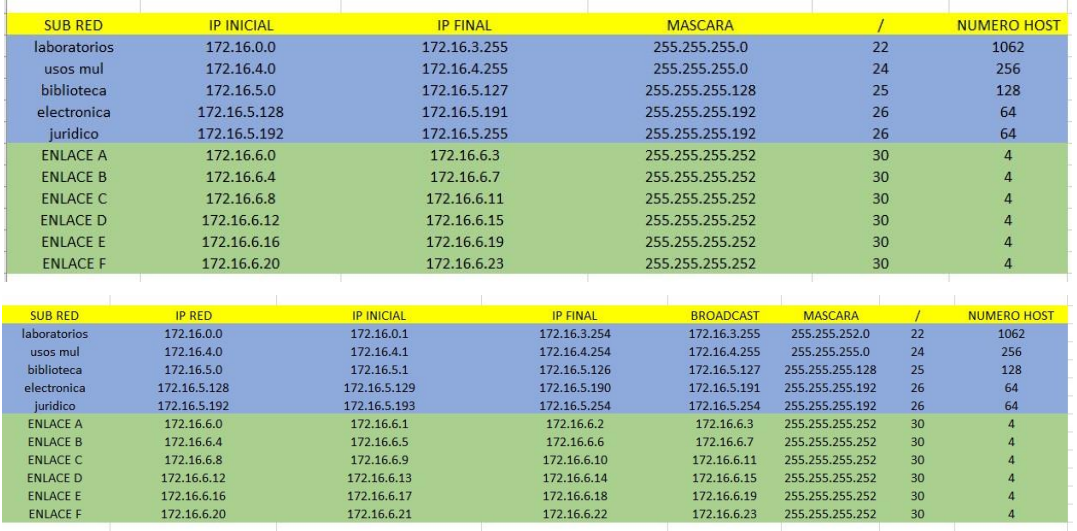 SUB RED IP INICIAL IP FINAL MASCARA / NUMERO HOST
laboratorios 172.16.0.0 172.16.3.255 255.255.255.0 22 1062
usos mul 172.16.4.0 172.16.4.255 255.255.255.0 24 256
biblioteca 172.16.5.0 172.16.5.127 255.255.255.128 25 128
electronica 172.16.5.128 172.16.5.191 255.255.255.192 26 64
juridico 172.16.5.192 172.16.5.255 255.255.255.192 26 64
ENLACE A 172.16.6.0 172.16.6.3 255.255.255.252 30 4
ENLACE B 172.16.6.4 172.16.6.7 255.255.255.252 30 4
ENLACE C 172.16.6.8 172.16.6.11 255.255.255.252 30 4
ENLACE D 172.16.6.12 172.16.6.15 255.255.255.252 30 4
ENLACE E 172.16.6.16 172.16.6.19 255.255.255.252 30 4
ENLACE F 172.16.6.20 172.16.6.23 255.255.255.252 30 4
SUB RED IP RED IP INICIAL IP FINAL BROADCAST MASCARA / NUMERO HOST
laboratorios 172.16.0.0 172.16.0.1 172.16.3.254 172.16.3.255 255.255.252.0 22 1062
usos mul 172.16.4.0 172.16.4.1 172.16.4.254 172.16.4.255 255.255.255.0 24 256
biblioteca 172.16.5.0 172.16.5.1 172.16.5.126 172.16.5.127 255.255.255.128 25 128
electronica 172.16.5.128 172.16.5.129 172.16.5.190 172.16.5.191 255.255.255.192 26 64
juridico 172.16.5.192 172.16.5.193 172.16.5.254 172.16.5.254 255.255.255.192 26 64
ENLACE A 172.16.6.0 172.16.6.1 172.16.6.2 172.16.6.3 255.255.255.252 30 4
ENLACE B 172.16.6.4 172.16.6.5 172.16.6.6 172.16.6.7 255.255.255.252 30 4
ENLACE C 172.16.6.8 172.16.6.9 172.16.6.10 172.16.6.11 255.255.255.252 30 4
ENLACE D 172.16.6.12 172.16.6.13 172.16.6.14 172.16.6.15 255.255.255.252 30 4
ENLACE E 172.16.6.16 172.16.6.17 172.16.6.18 172.16.6.19 255.255.255.252 30 4
ENLACE F 172.16.6.20 172.16.6.21 172.16.6.22 172.16.6.23 255.255.255.252 30 4